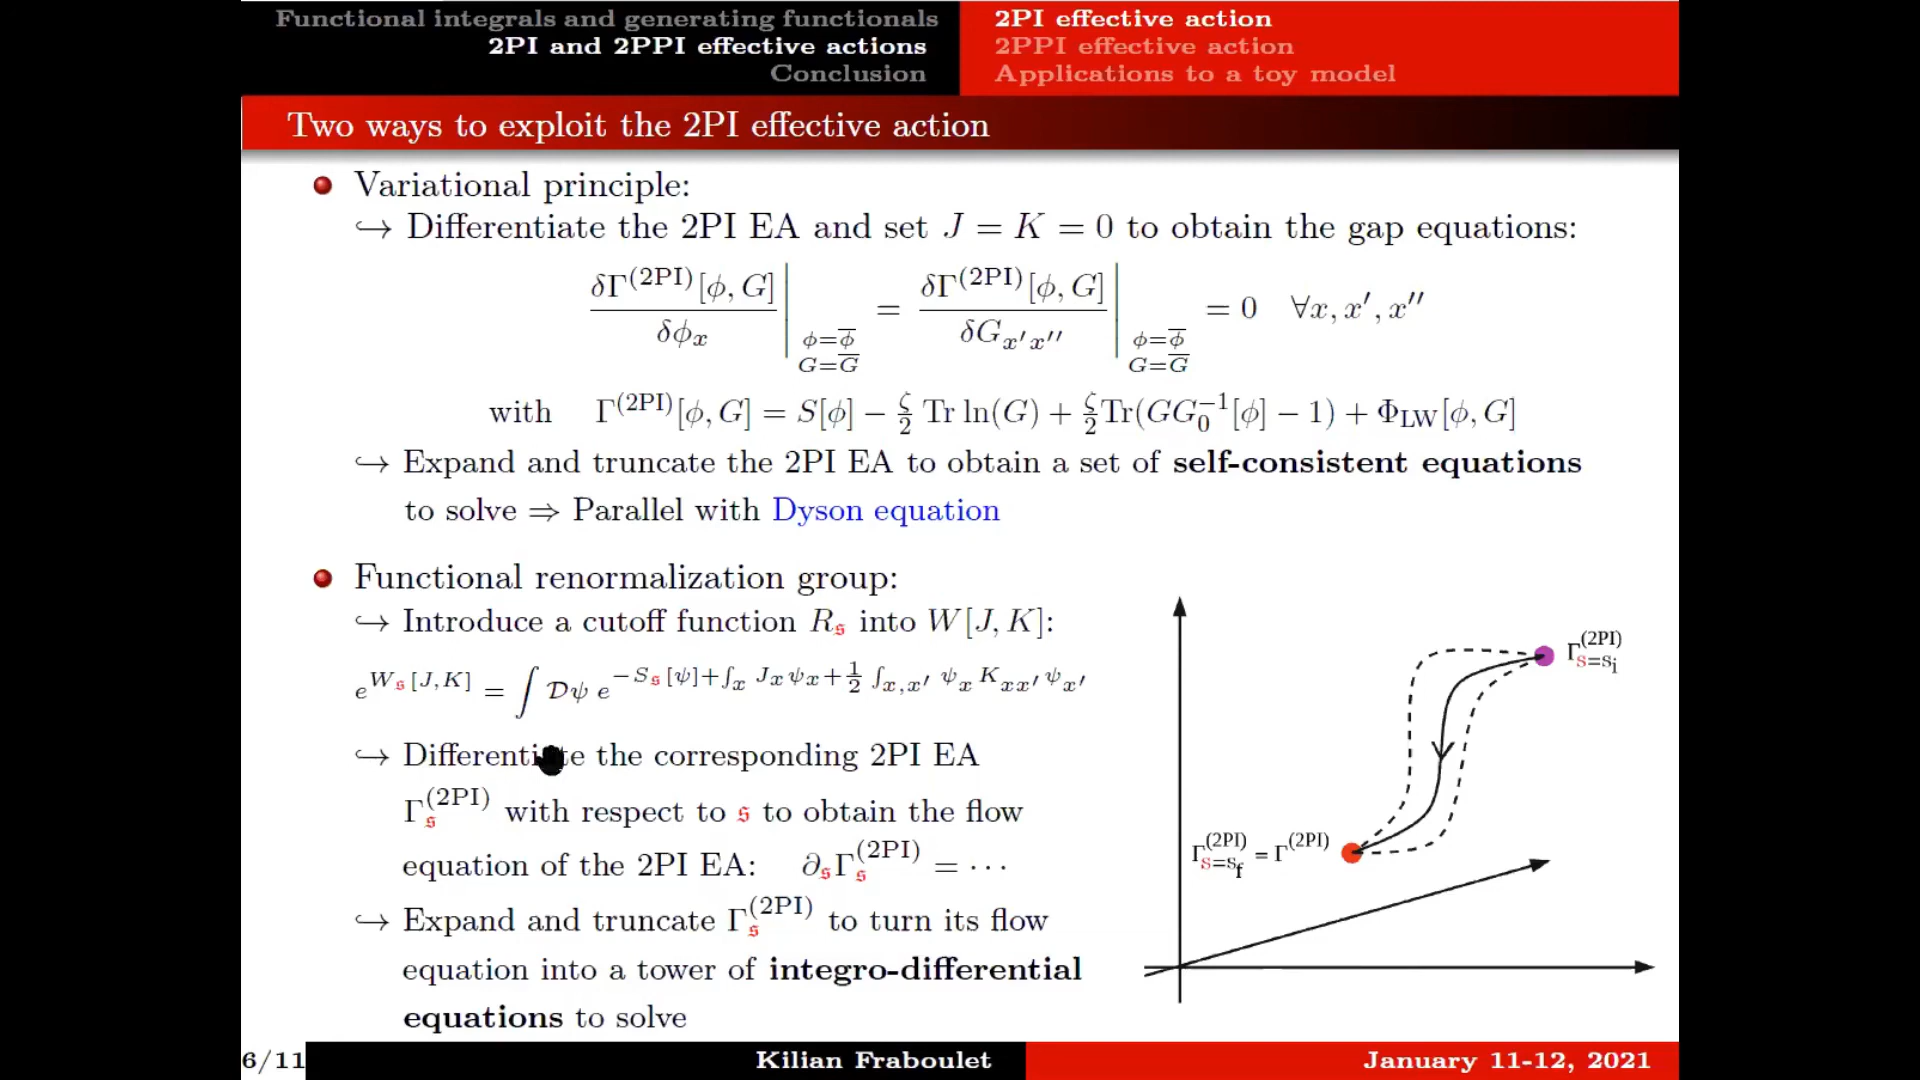 Functional integrals and generating functionals
2PI and 2PPI effective actions
Conclusion
2PI effective action
2PPI effective action
Applications to a toy model
Two ways to exploit the 2PI effective action
Variational principle:
↪ Differentiate the 2PI EA and set J = K = 0 to obtain the gap equations:
δΓ^(2PI)[ϕ, G] / δϕ_x |_{ϕ=ϕ̅, G=G̅} = δΓ^(2PI)[ϕ, G] / δG_{x′x″} |_{ϕ=ϕ̅, G=G̅} = 0 ∀x, x′, x″
with Γ^(2PI)[ϕ, G] = S[ϕ] − ζ/2 Tr ln(G) + ζ/2 Tr(GG_0^{−1}[ϕ] − 1) + Φ_LW[ϕ, G]
↪ Expand and truncate the 2PI EA to obtain a set of self-consistent equations
to solve ⇒ Parallel with Dyson equation
Functional renormalization group:
↪ Introduce a cutoff function R_𝔰 into W[J, K]:
e^{W_𝔰[J,K]} = ∫ 𝒟ψ e^{−S_𝔰[ψ]+∫_x J_xψ_x+½ ∫_{x,x′} ψ_x K_{xx′} ψ_{x′}}
↪ Differentiate the corresponding 2PI EA
Γ_𝔰^(2PI) with respect to 𝔰 to obtain the flow
equation of the 2PI EA: ∂_𝔰Γ_𝔰^(2PI) = ···
↪ Expand and truncate Γ_𝔰^(2PI) to turn its flow
equation into a tower of integro-differential
equations to solve
Γ_{s=s_i}^(2PI)
Γ_{s=s_f}^(2PI) = Γ^(2PI)
6/11
Kilian Fraboulet
January 11-12, 2021